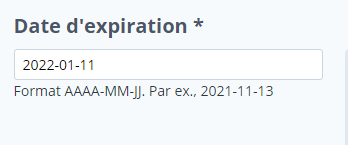 Date d'expiration *
2022-01-11
Format AAAA-MM-JJ. Par ex., 2021-11-13